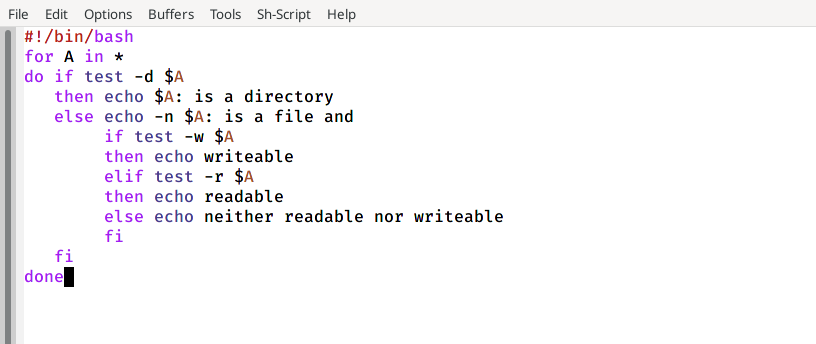 File Edit Options Buffers Tools Sh-Script Help
#!/bin/bash
for A in *
do if test -d $A
   then echo $A: is a directory
   else echo -n $A: is a file and
        if test -w $A
        then echo writeable
        elif test -r $A
        then echo readable
        else echo neither readable nor writeable
        fi
   fi
done